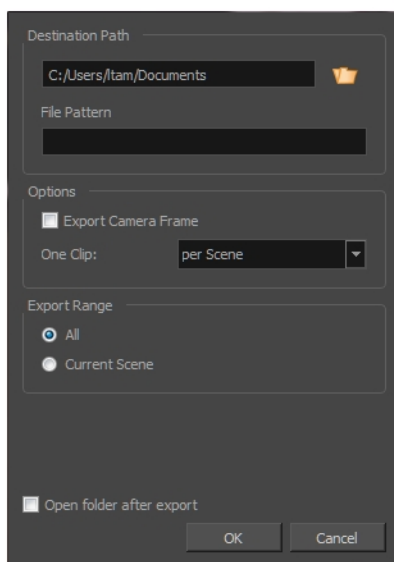 Destination Path
C:/Users/ltam/Documents
File Pattern
Options
Export Camera Frame
One Clip: per Scene
Export Range
All
Current Scene
Open folder after export
OK Cancel